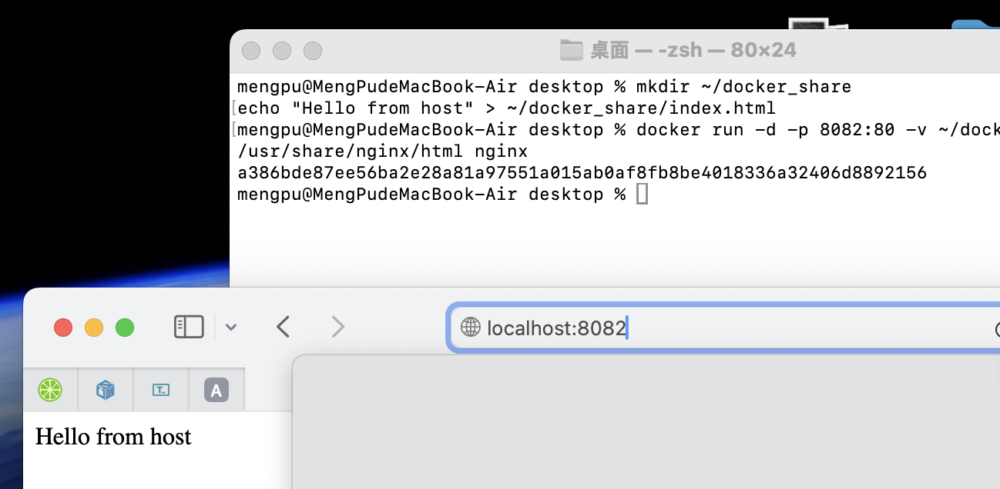 桌面 — -zsh — 80×24
mengpu@MengPudeMacBook-Air desktop % mkdir ~/docker_share
echo "Hello from host" > ~/docker_share/index.html
mengpu@MengPudeMacBook-Air desktop % docker run -d -p 8082:80 -v ~/dock
/usr/share/nginx/html nginx
a386bde87ee56ba2e28a81a97551a015ab0af8fb8be4018336a32406d8892156
mengpu@MengPudeMacBook-Air desktop %
localhost:8082
A
Hello from host